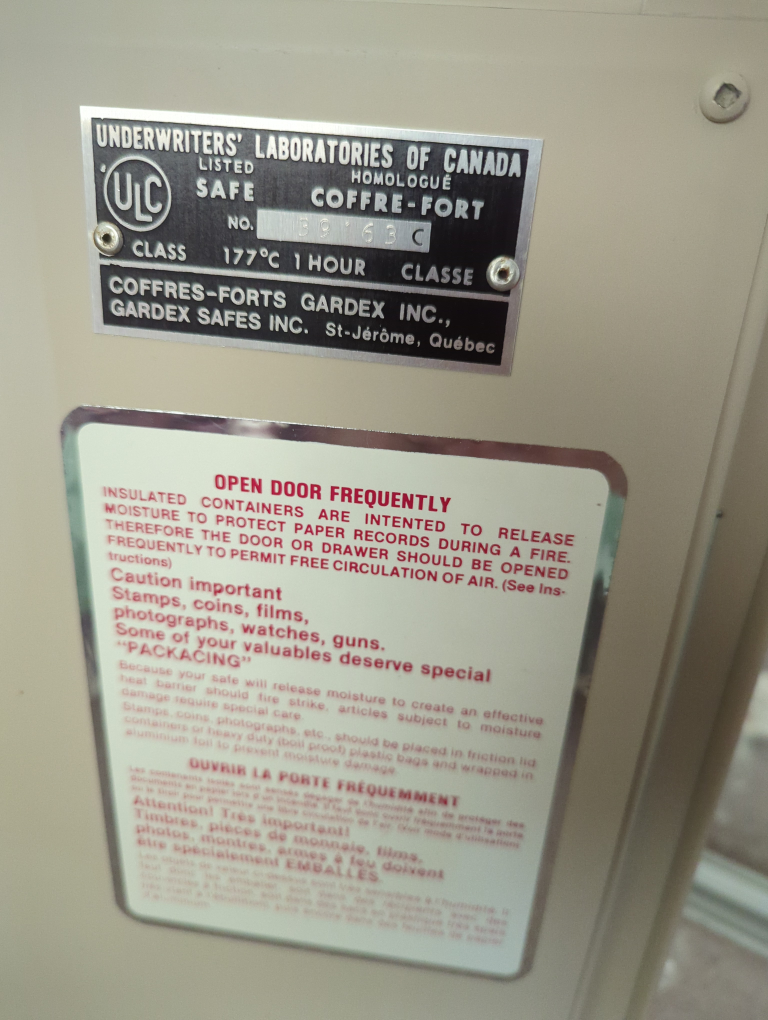 UNDERWRITERS' LABORATORIES OF CANADA
ULC
LISTED HOMOLOGUÉ
SAFE COFFRE-FORT
NO. B9163 C
CLASS 177°C 1 HOUR CLASSE
COFFRES-FORTS GARDEX INC.,
GARDEX SAFES INC. St-Jérôme, Québec
OPEN DOOR FREQUENTLY
INSULATED CONTAINERS ARE INTENTED TO RELEASE
MOISTURE TO PROTECT PAPER RECORDS DURING A FIRE.
THEREFORE THE DOOR OR DRAWER SHOULD BE OPENED
FREQUENTLY TO PERMIT FREE CIRCULATION OF AIR. (See Ins-
tructions)
Caution important
Stamps, coins, films,
photographs, watches, guns.
Some of your valuables deserve special
"PACKACING"
Because your safe will release moisture to create an effective
heat barrier should fire strike, articles subject to moisture
damage require special care.
Stamps, coins, photographs, etc., should be placed in friction lid
containers or heavy duty (boil proof) plastic bags and wrapped in
aluminium foil to prevent moisture damage.
OUVRIR LA PORTE FRÉQUEMMENT
Attention! Très important!
Timbres, pièces de monnaie, films,
photos, montres, armes à feu doivent
être spécialement EMBALLÉS.